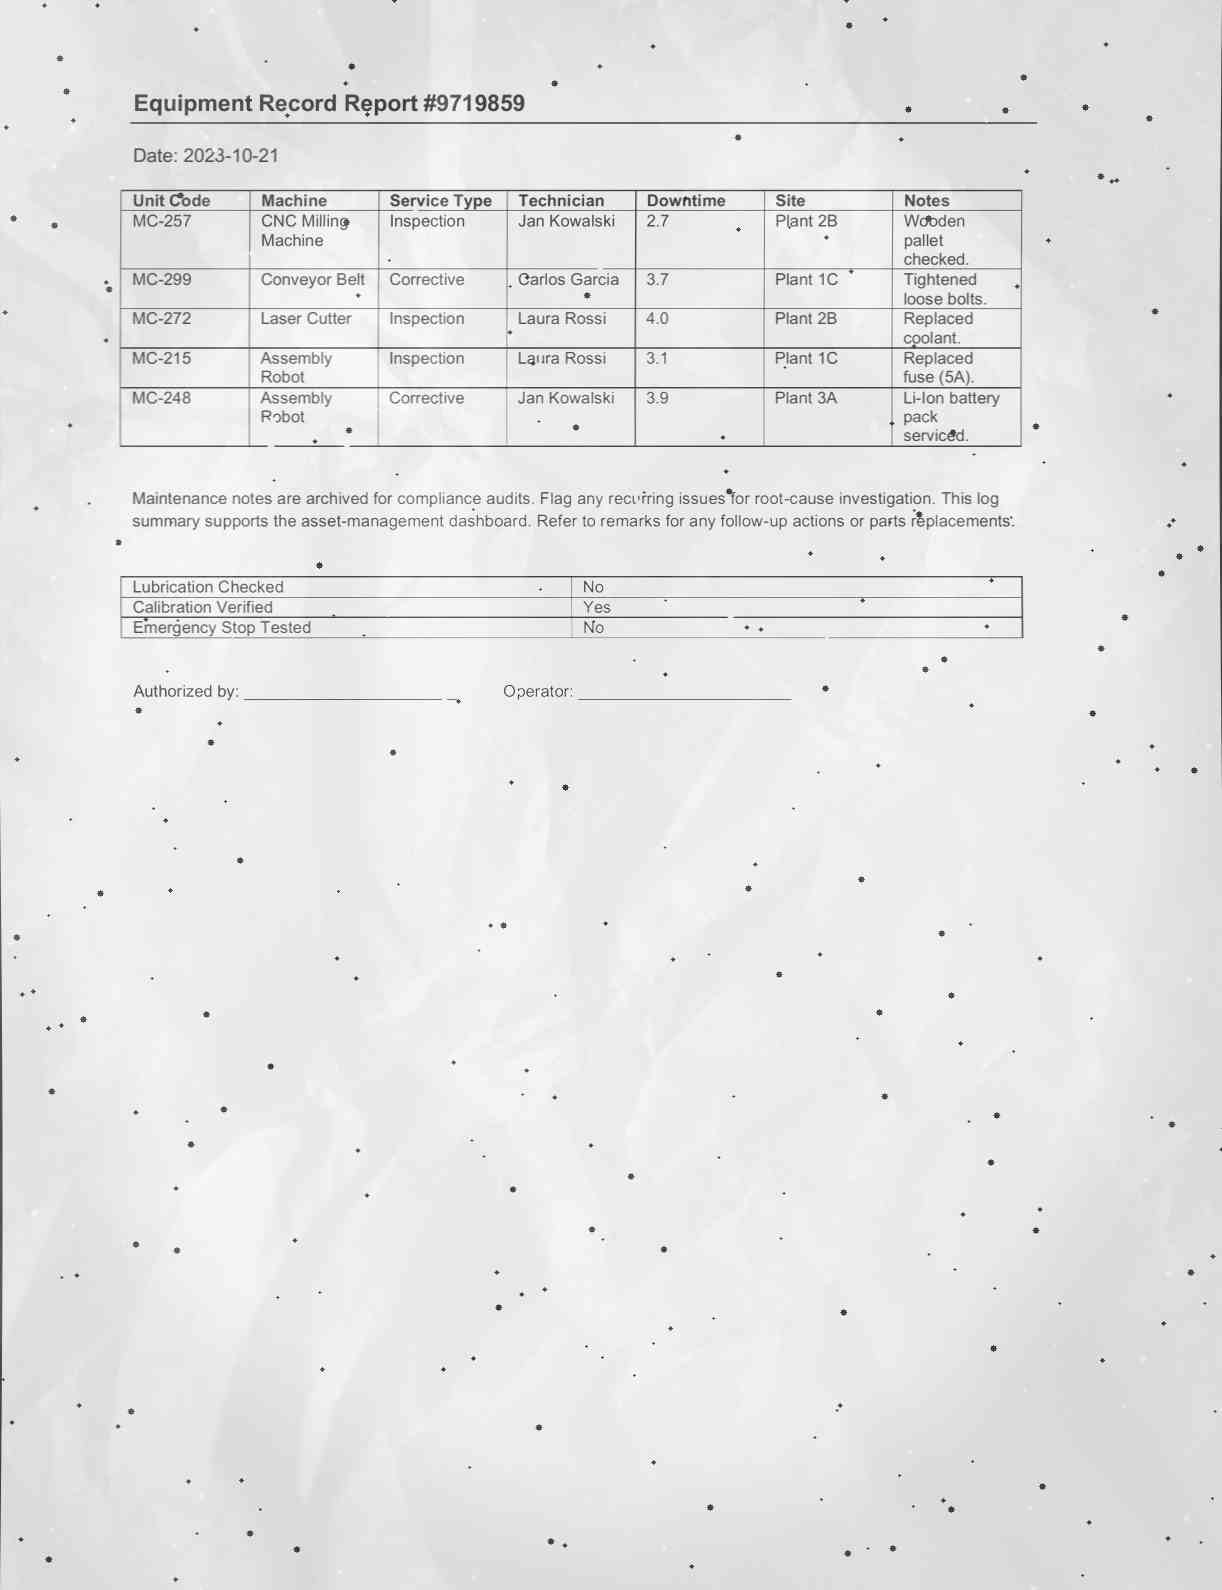 Equipment Record Report #9719859
Date: 2023-10-21
Unit Code Machine Service Type Technician Downtime Site Notes
MC-257 CNC Milling Machine Inspection Jan Kowalski 2.7 Plant 2B Wooden pallet checked.
MC-299 Conveyor Belt Corrective Carlos Garcia 3.7 Plant 1C Tightened loose bolts.
MC-272 Laser Cutter Inspection Laura Rossi 4.0 Plant 2B Replaced coolant.
MC-215 Assembly Robot Inspection Laura Rossi 3.1 Plant 1C Replaced fuse (5A).
MC-248 Assembly Robot Corrective Jan Kowalski 3.9 Plant 3A Li-Ion battery pack serviced.
Maintenance notes are archived for compliance audits. Flag any recurring issues for root-cause investigation. This log
summary supports the asset-management dashboard. Refer to remarks for any follow-up actions or parts replacements.
Lubrication Checked No
Calibration Verified Yes
Emergency Stop Tested No
Authorized by: Operator: